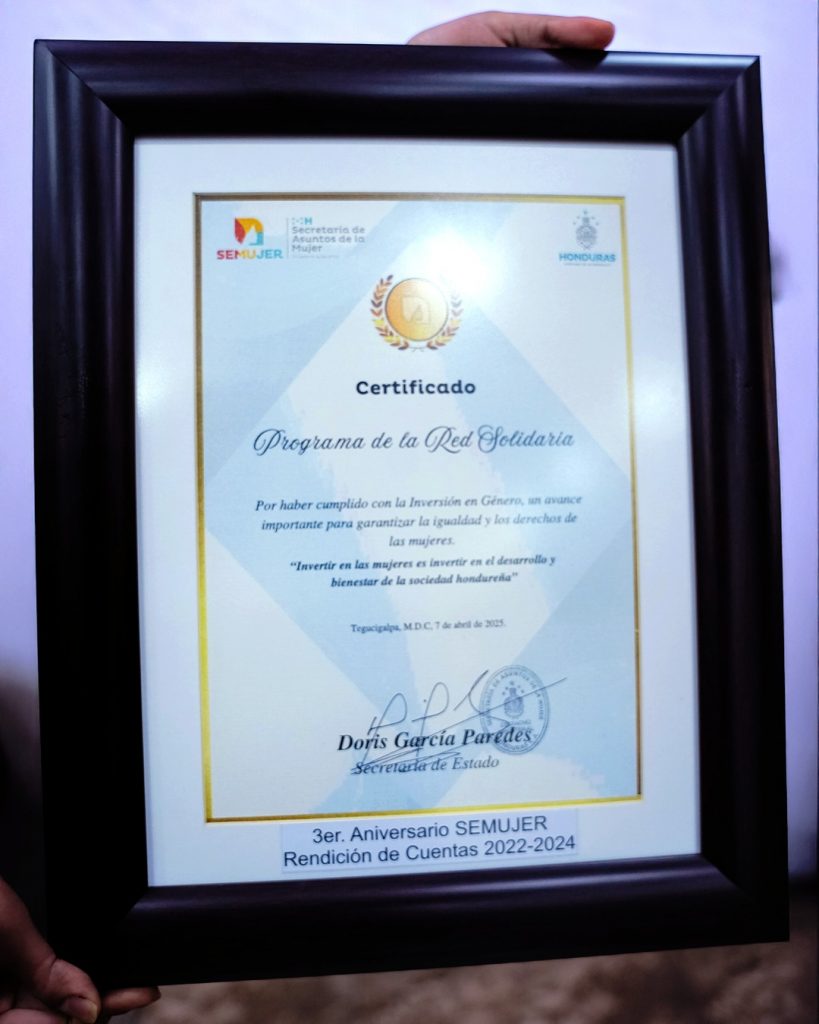 SEMUJER
Secretaría de
Asuntos de la
Mujer
HONDURAS
Certificado
Programa de la Red Solidaria
Por haber cumplido con la Inversión en Género, un avance
importante para garantizar la igualdad y los derechos de
las mujeres.
“Invertir en las mujeres es invertir en el desarrollo y
bienestar de la sociedad hondureña”
Tegucigalpa, M.D.C, 7 de abril de 2025.
Doris García Paredes
Secretaría de Estado
3er. Aniversario SEMUJER
Rendición de Cuentas 2022-2024